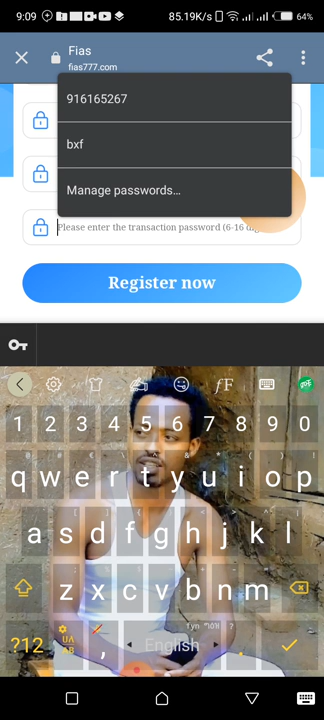 9:09
85.19K/s
64%
Fias
fias777.com
916165267
bxf
Manage passwords...
Please enter the transaction password (6-16
Register now
1 2 3 4 5 6 7 8 9 0
q w e r t y u i o p
a s d f g h j k l
z x c v b n m
?12 , English .